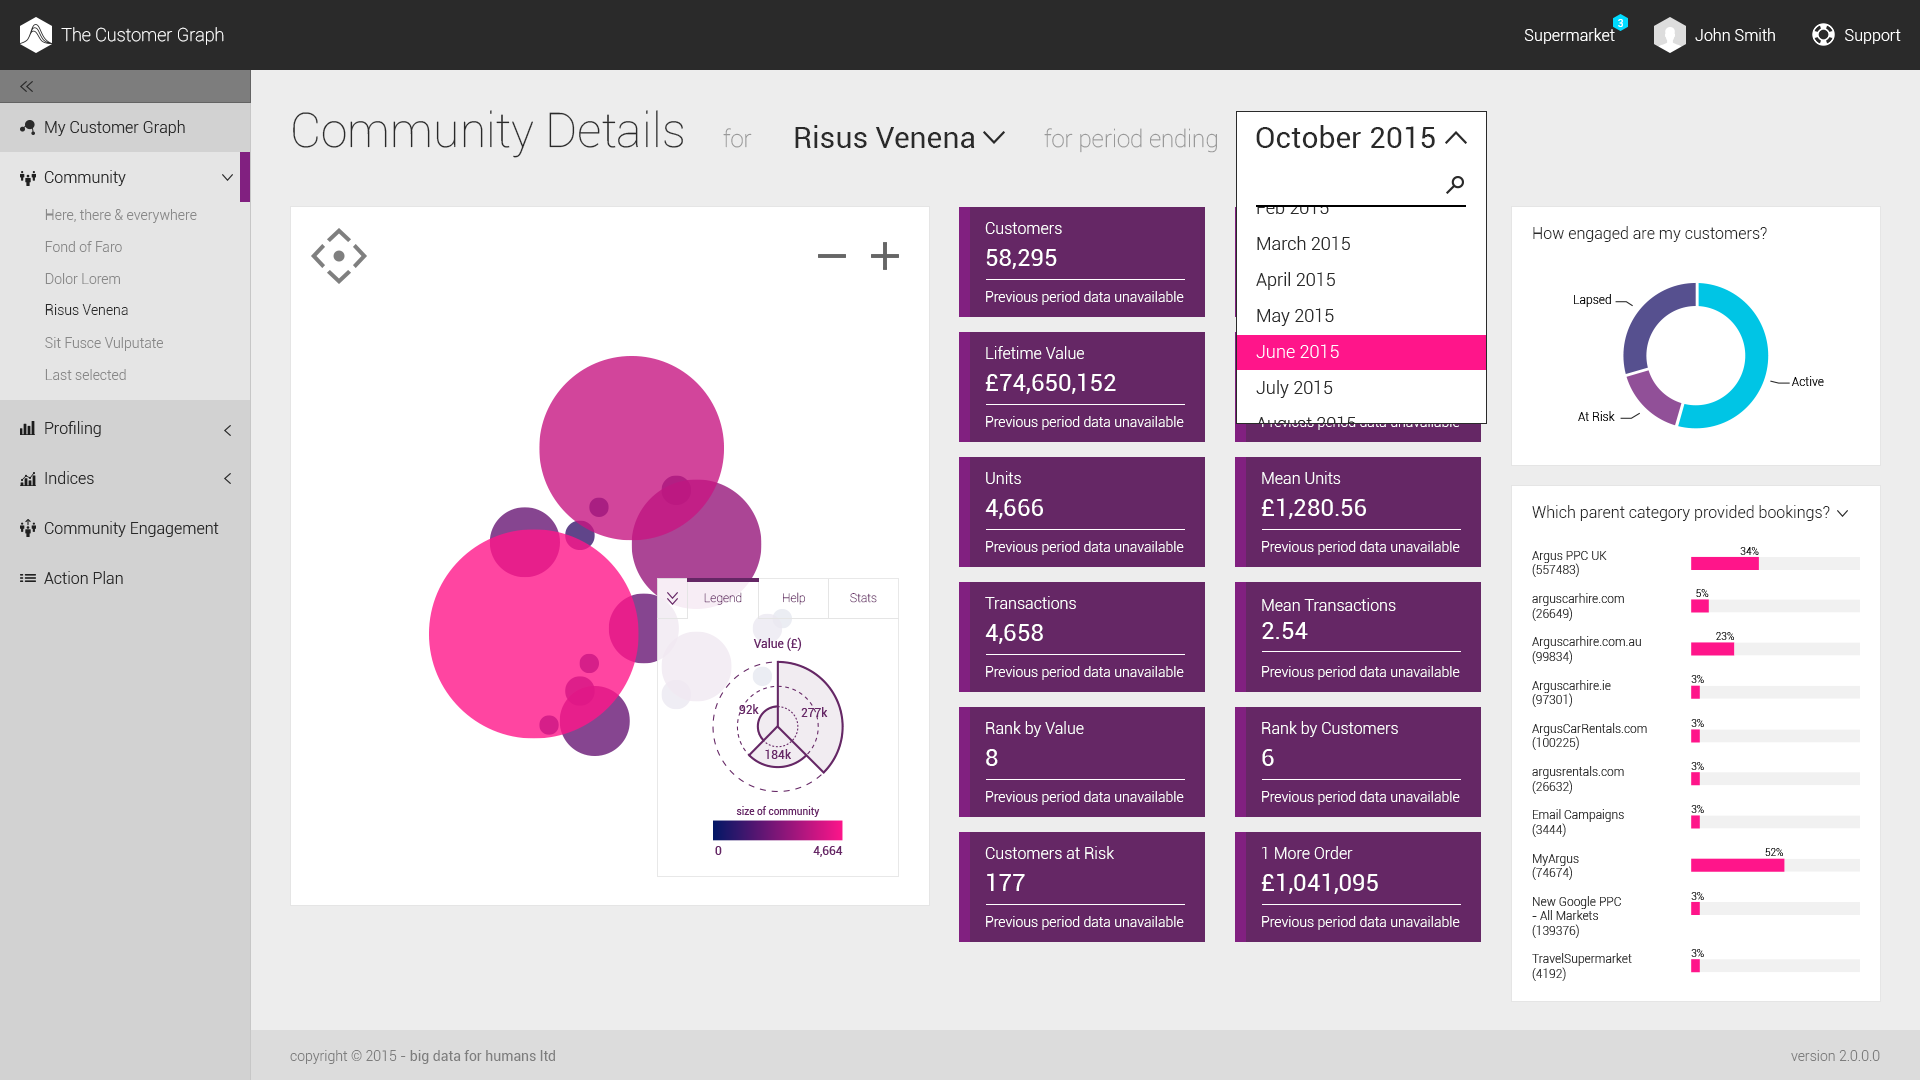 The Customer Graph
Supermarket
3
John Smith
Support
My Customer Graph
Community
Here, there & everywhere
Fond of Faro
Dolor Lorem
Risus Venena
Sit Fusce Vulputate
Last selected
Profiling
Indices
Community Engagement
Action Plan
Community Details for Risus Venena for period ending October 2015
Feb 2015
March 2015
April 2015
May 2015
June 2015
July 2015
August 2015
Legend
Help
Stats
Value (£)
92k
277k
184k
size of community
0
4,664
Customers
58,295
Previous period data unavailable
Lifetime Value
£74,650,152
Previous period data unavailable
Previous period data unavailable
Units
4,666
Previous period data unavailable
Mean Units
£1,280.56
Previous period data unavailable
Transactions
4,658
Previous period data unavailable
Mean Transactions
2.54
Previous period data unavailable
Rank by Value
8
Previous period data unavailable
Rank by Customers
6
Previous period data unavailable
Customers at Risk
177
Previous period data unavailable
1 More Order
£1,041,095
Previous period data unavailable
How engaged are my customers?
Lapsed
Active
At Risk
Which parent category provided bookings?
Argus PPC UK
(557483)
34%
arguscarhire.com
(26649)
5%
Arguscarhire.com.au
(99834)
23%
Arguscarhire.ie
(97301)
3%
ArgusCarRentals.com
(100225)
3%
argusrentals.com
(26632)
3%
Email Campaigns
(3444)
3%
MyArgus
(74674)
52%
New Google PPC
- All Markets
(139376)
3%
TravelSupermarket
(4192)
3%
copyright © 2015 - big data for humans ltd
version 2.0.0.0